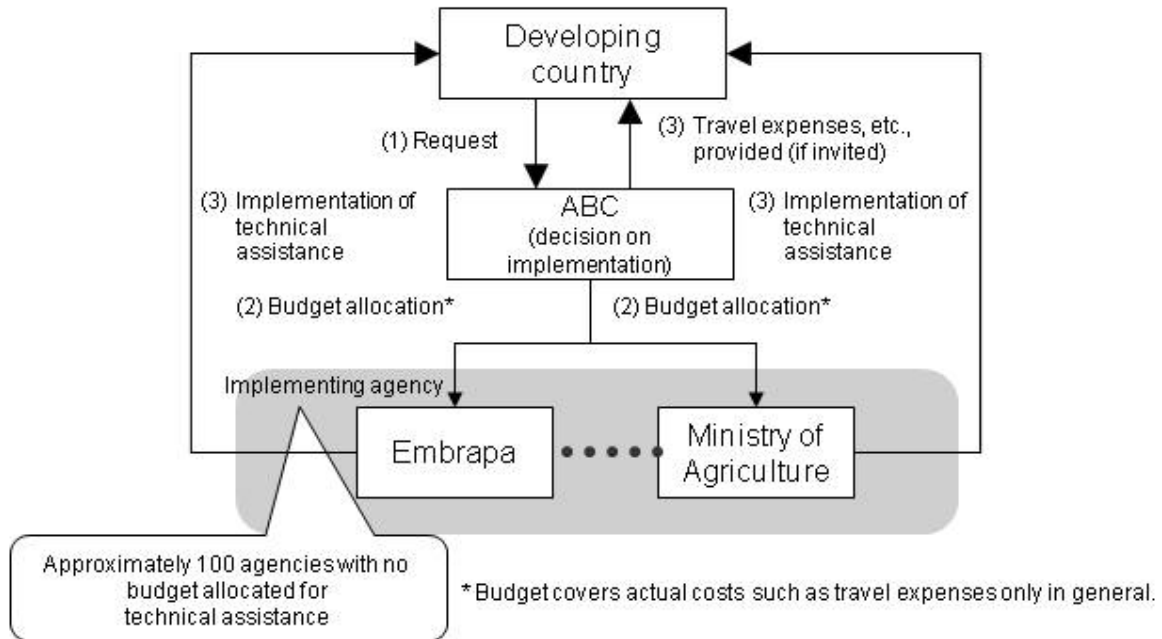 Developing
country
(1) Request
(3) Travel expenses, etc.,
provided (if invited)
(3) Implementation of
technical
assistance
ABC
(decision on
implementation)
(3) Implementation of
technical
assistance
(2) Budget allocation*
(2) Budget allocation*
Implementing agency
Embrapa
Ministry of
Agriculture
Approximately 100 agencies with no
budget allocated for
technical assistance
* Budget covers actual costs such as travel expenses only in general.